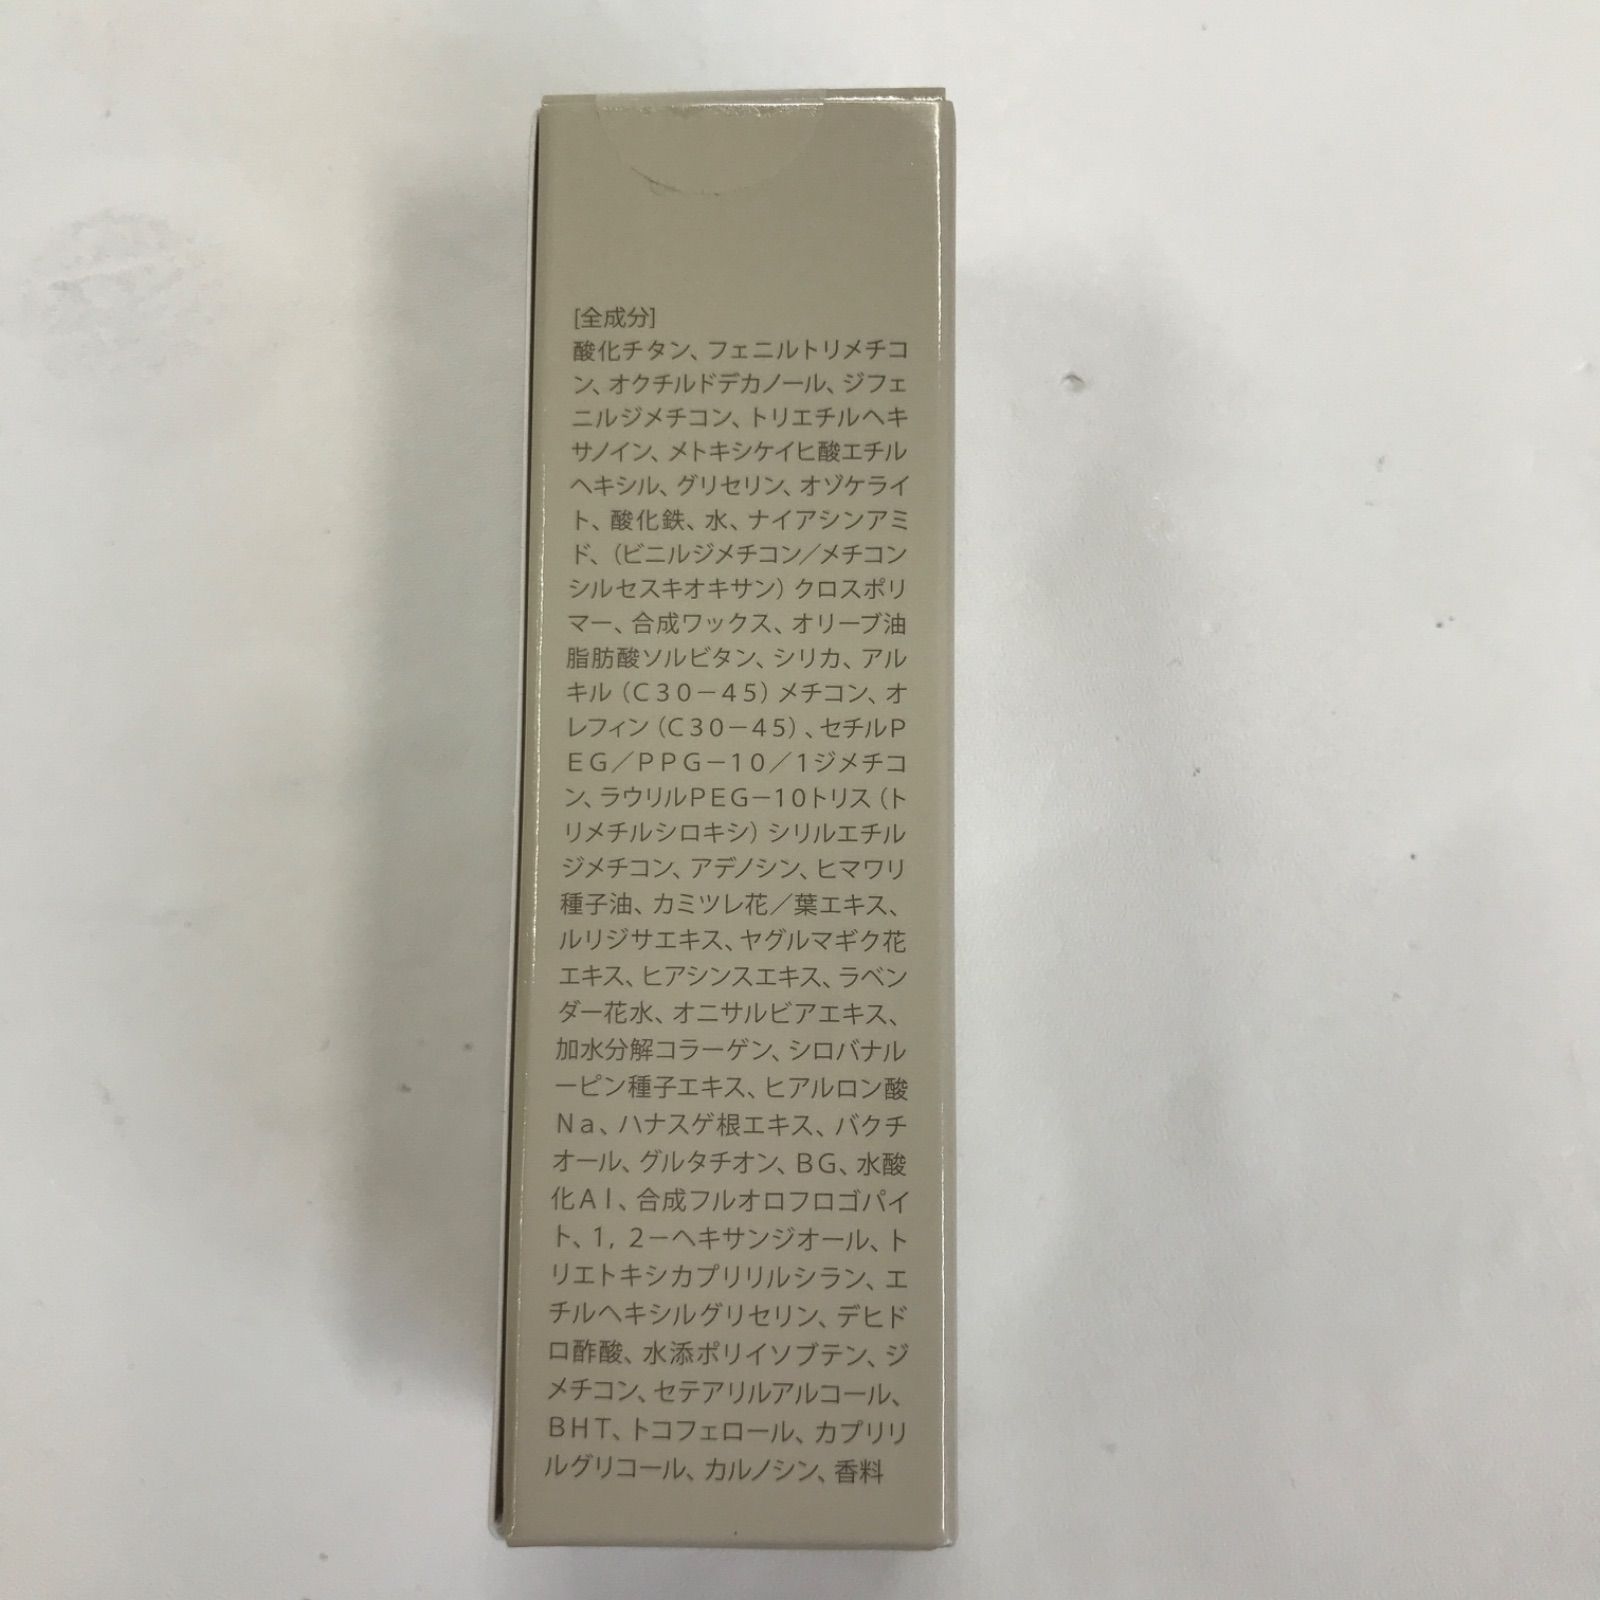 [全成分]
酸化チタン、フェニルトリメチコ
ン、オクチルドデカノール、ジフェ
ニルジメチコン、トリエチルヘキ
サノイン、メトキシケイヒ酸エチル
ヘキシル、グリセリン、オゾケライ
ト、酸化鉄、水、ナイアシンアミ
ド、（ビニルジメチコン／メチコン
シルセスキオキサン）クロスポリ
マー、合成ワックス、オリーブ油
脂肪酸ソルビタン、シリカ、アル
キル（C30－45）メチコン、オ
レフィン（C30－45）、セチルP
EG／PPG－10／1ジメチコ
ン、ラウリルPEG－10トリス（ト
リメチルシロキシ）シリルエチル
ジメチコン、アデノシン、ヒマワリ
種子油、カミツレ花／葉エキス、
ルリジサエキス、ヤグルマギク花
エキス、ヒアシンスエキス、ラベン
ダー花水、オニサルビアエキス、
加水分解コラーゲン、シロバナル
ーピン種子エキス、ヒアルロン酸
Na、ハナスゲ根エキス、バクチ
オール、グルタチオン、BG、水酸
化Al、合成フルオロフロゴパイ
ト、1，2－ヘキサンジオール、ト
リエトキシカプリリルシラン、エ
チルヘキシルグリセリン、デヒド
ロ酢酸、水添ポリイソブテン、ジ
メチコン、セテアリルアルコール、
BHT、トコフェロール、カプリリ
ルグリコール、カルノシン、香料